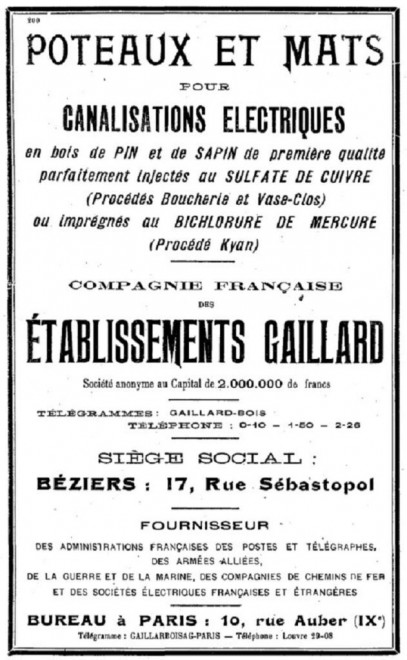 209
POTEAUX ET MATS
POUR
CANALISATIONS ELECTRIQUES
en bois de PIN et de SAPIN de première qualité
parfaitement injectés au SULFATE DE CUIVRE
(Procédés Boucherie et Vase-Clos)
ou imprégnés au BICHLORURE DE MERCURE
(Procédé Kyan)
COMPAGNIE FRANÇAISE
DES
ÉTABLISSEMENTS GAILLARD
Société anonyme au Capital de 2.000.000 de francs
TÉLÉGRAMMES: GAILLARD-BOIS
TÉLÉPHONE : 0-10 — 1-50 — 2-26
SIÈGE SOCIAL :
BÉZIERS : 17, Rue Sébastopol
FOURNISSEUR
DES ADMINISTRATIONS FRANÇAISES DES POSTES ET TÉLÉGRAPHES,
DES ARMÉES ALLIÉES,
DE LA GUERRE ET DE LA MARINE, DES COMPAGNIES DE CHEMINS DE FER
ET DES SOCIÉTÉS ÉLECTRIQUES FRANÇAISES ET ÉTRANGÈRES
BUREAU à PARIS : 10, rue Auber (IXe)
Télégramme : GAILLARBOISAG-PARIS — Téléphone : Louvre 29-08